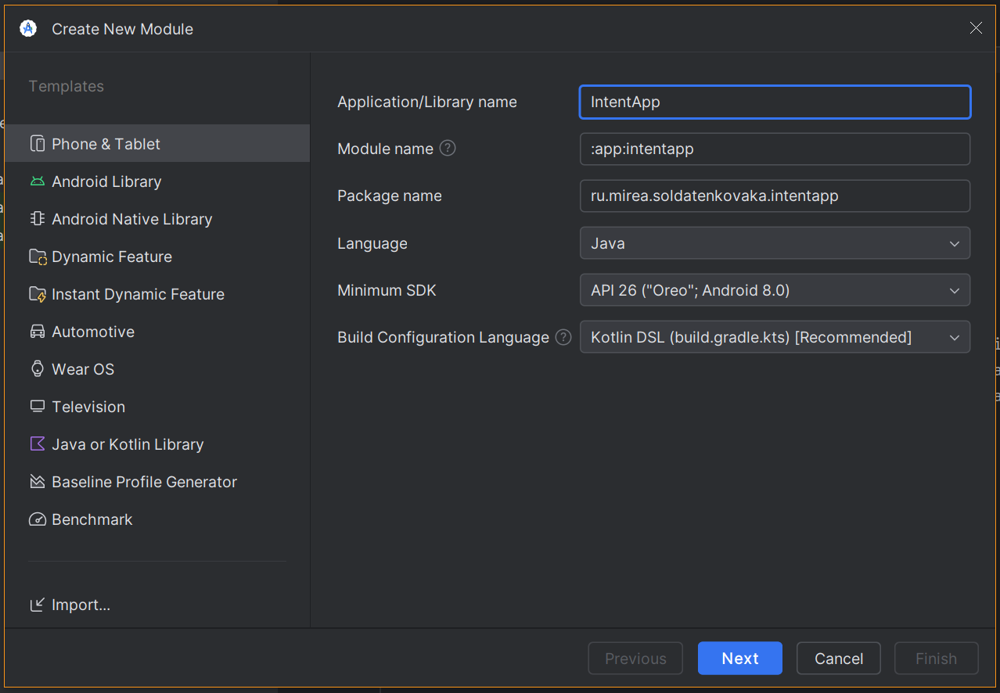 Create New Module
Templates
Phone & Tablet
Android Library
Android Native Library
Dynamic Feature
Instant Dynamic Feature
Automotive
Wear OS
Television
Java or Kotlin Library
Baseline Profile Generator
Benchmark
Import...
Application/Library name IntentApp
Module name ? :app:intentapp
Package name ru.mirea.soldatenkovaka.intentapp
Language Java
Minimum SDK API 26 ("Oreo"; Android 8.0)
Build Configuration Language ? Kotlin DSL (build.gradle.kts) [Recommended]
Previous Next Cancel Finish